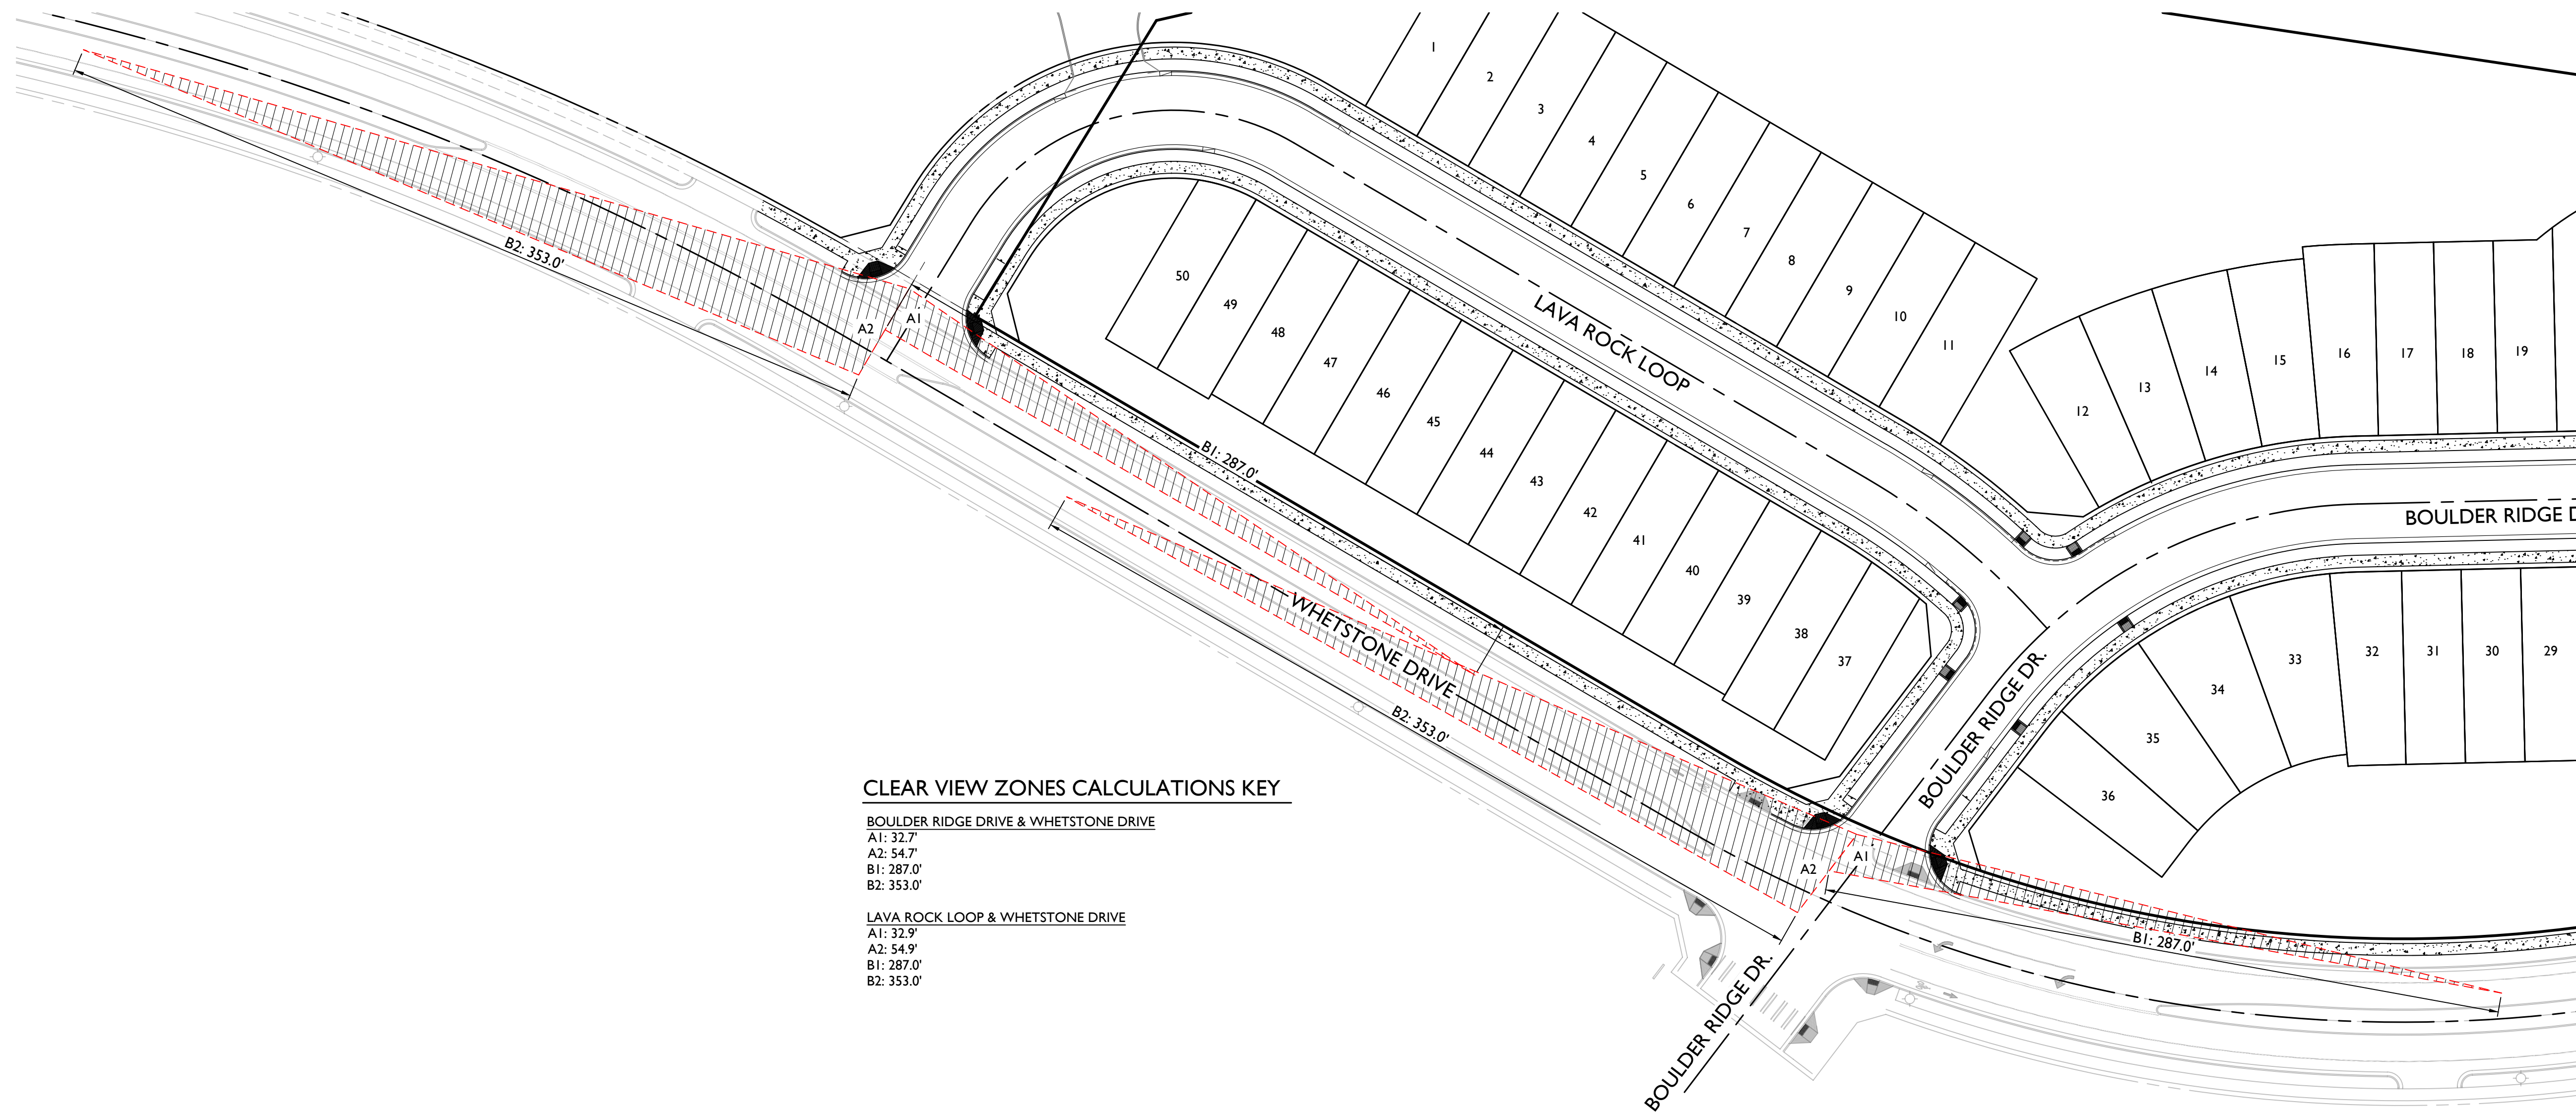 1
2
3
4
5
6
7
8
9
10
11
12
13
14
15
16
17
18
19
50
49
48
47
46
45
44
43
42
41
40
39
38
37
36
35
34
33
32
31
30
29
LAVA ROCK LOOP
BOULDER RIDGE D
BOULDER RIDGE DR.
BOULDER RIDGE DR.
WHETSTONE DRIVE
B2: 353.0'
A2
A1
B1: 287.0'
B2: 353.0'
A2
A1
B1: 287.0'
CLEAR VIEW ZONES CALCULATIONS KEY
BOULDER RIDGE DRIVE & WHETSTONE DRIVE
A1: 32.7'
A2: 54.7'
B1: 287.0'
B2: 353.0'
LAVA ROCK LOOP & WHETSTONE DRIVE
A1: 32.9'
A2: 54.9'
B1: 287.0'
B2: 353.0'